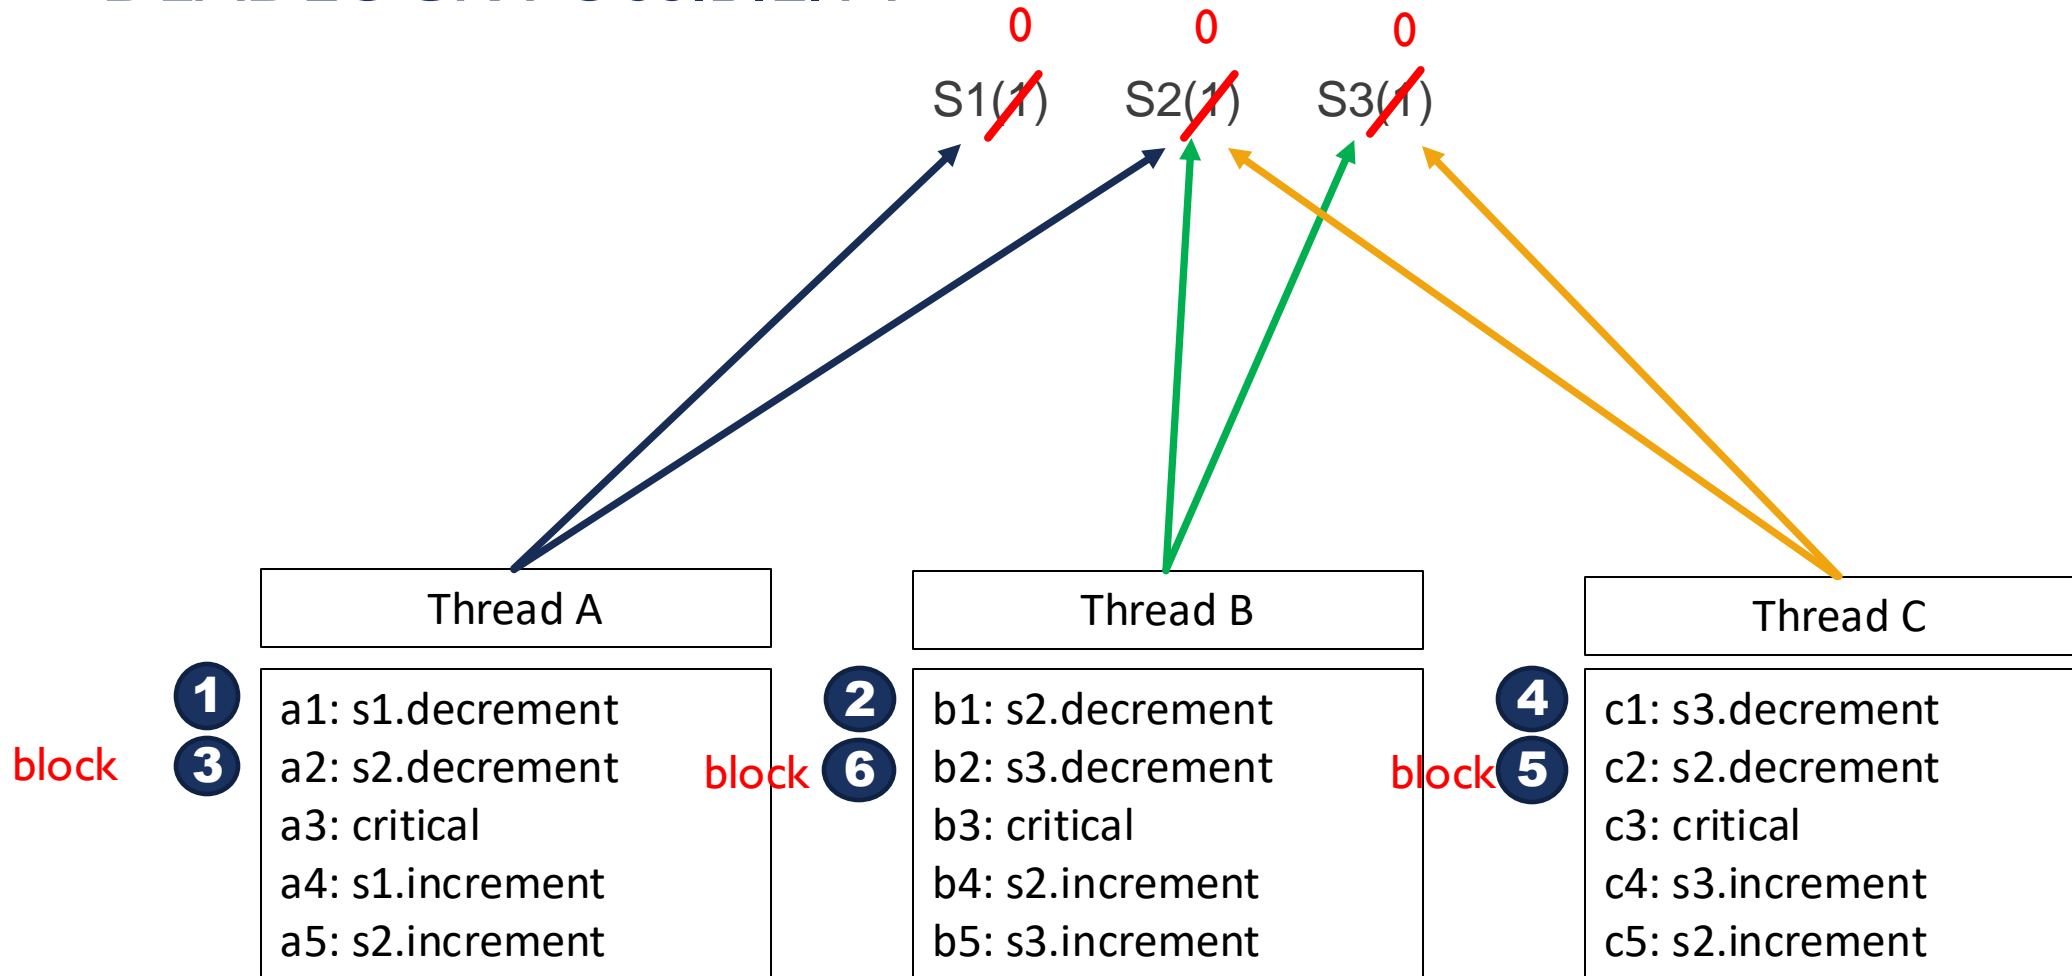 0 0 0
S1(1) S2(1) S3(1)
Thread A
1 a1: s1.decrement
block 3 a2: s2.decrement
a3: critical
a4: s1.increment
a5: s2.increment
Thread B
2 b1: s2.decrement
block 6 b2: s3.decrement
b3: critical
b4: s2.increment
b5: s3.increment
Thread C
4 c1: s3.decrement
block 5 c2: s2.decrement
c3: critical
c4: s3.increment
c5: s2.increment